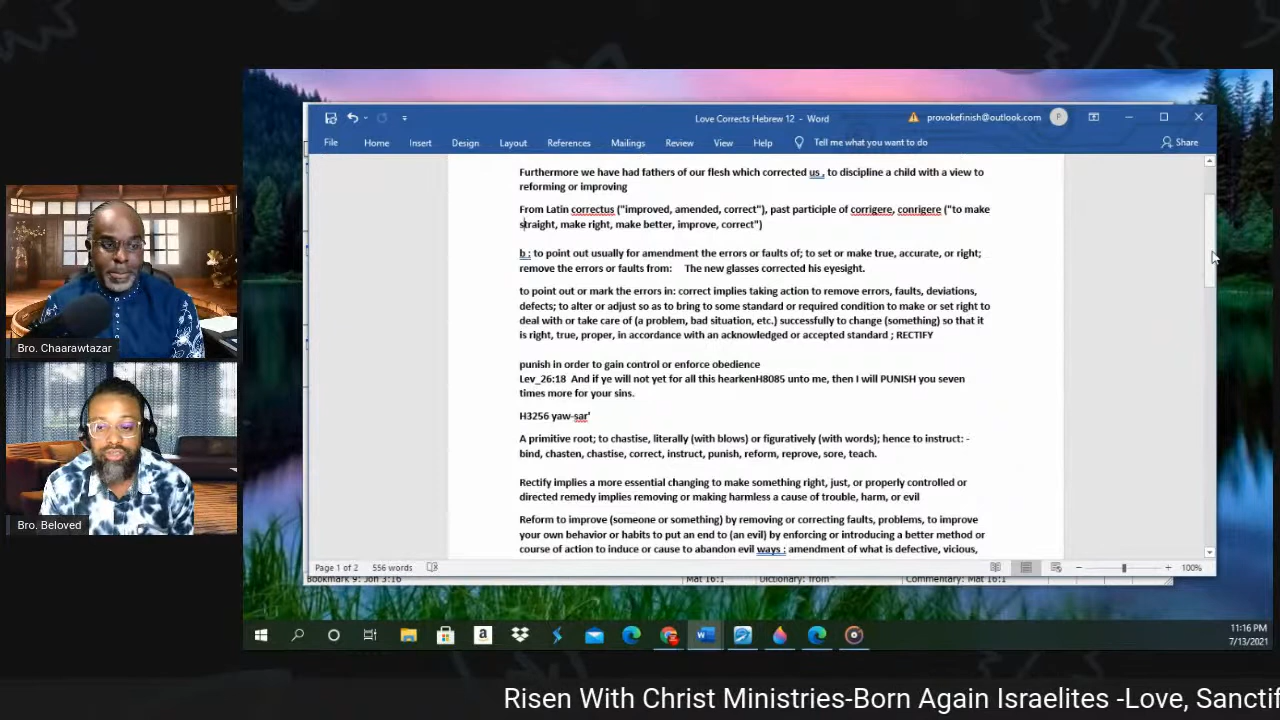 Love Corrects Hebrew 12 - Word
provokefinish@outlook.com
P
File Home Insert Design Layout References Mailings Review View Help Tell me what you want to do Share
Furthermore we have had fathers of our flesh which corrected us , to discipline a child with a view to
reforming or improving
From Latin correctus ("improved, amended, correct"), past participle of corrigere, conrigere ("to make
straight, make right, make better, improve, correct")
b : to point out usually for amendment the errors or faults of; to set or make true, accurate, or right;
remove the errors or faults from: The new glasses corrected his eyesight.
to point out or mark the errors in: correct implies taking action to remove errors, faults, deviations,
defects; to alter or adjust so as to bring to some standard or required condition to make or set right to
deal with or take care of (a problem, bad situation, etc.) successfully to change (something) so that it
is right, true, proper, in accordance with an acknowledged or accepted standard ; RECTIFY
punish in order to gain control or enforce obedience
Lev_26:18 And if ye will not yet for all this hearkenH8085 unto me, then I will PUNISH you seven
times more for your sins.
H3256 yaw-sar'
A primitive root; to chastise, literally (with blows) or figuratively (with words); hence to instruct: -
bind, chasten, chastise, correct, instruct, punish, reform, reprove, sore, teach.
Rectify implies a more essential changing to make something right, just, or properly controlled or
directed remedy implies removing or making harmless a cause of trouble, harm, or evil
Reform to improve (someone or something) by removing or correcting faults, problems, to improve
your own behavior or habits to put an end to (an evil) by enforcing or introducing a better method or
course of action to induce or cause to abandon evil ways : amendment of what is defective, vicious,
Page 1 of 2 556 words 100%
Bookmark 9: Jon 3:16 Mat 16:1 Dictionary: from Commentary: Mat 16:1
11:16 PM
7/13/2021
Bro. Chaarawtazar
Bro. Beloved
Risen With Christ Ministries-Born Again Israelites -Love, Sanctif